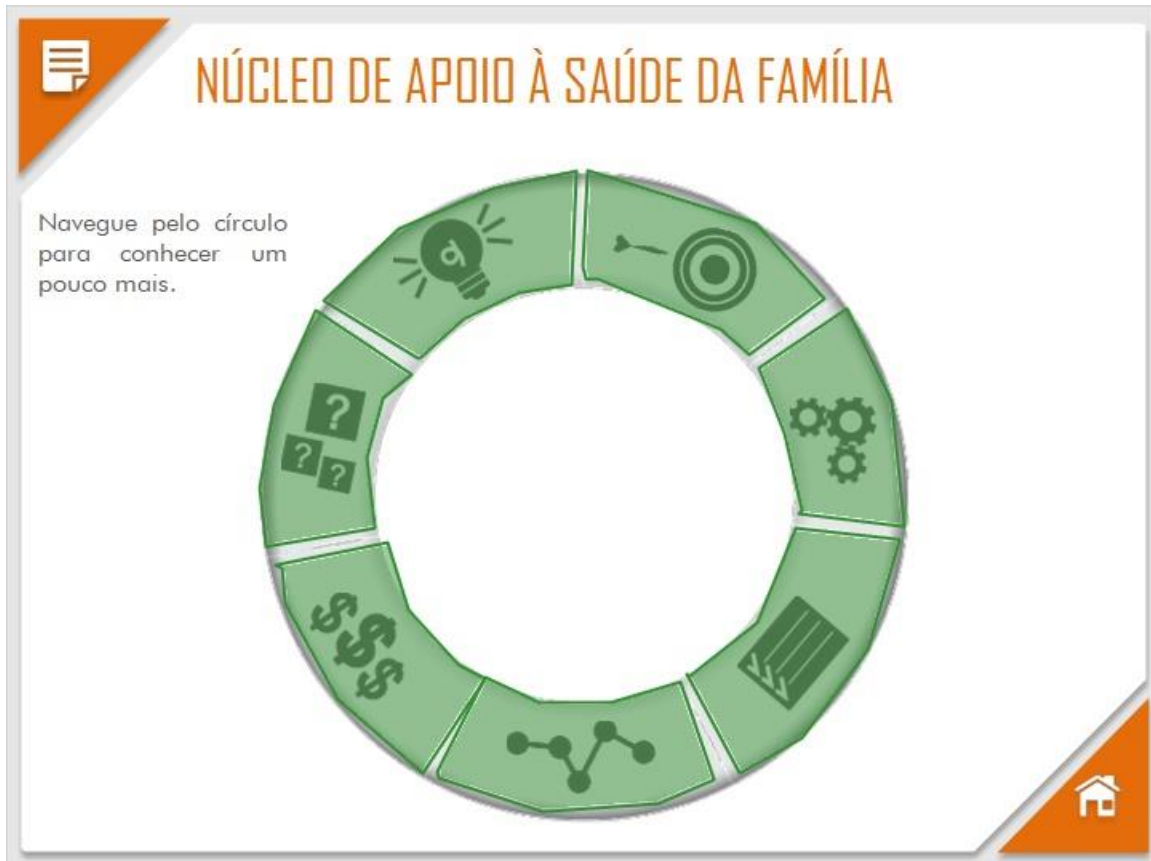 NÚCLEO DE APOIO À SAÚDE DA FAMÍLIA
Navegue pelo círculo
para conhecer um
pouco mais.
? 
? ?
$ $ $